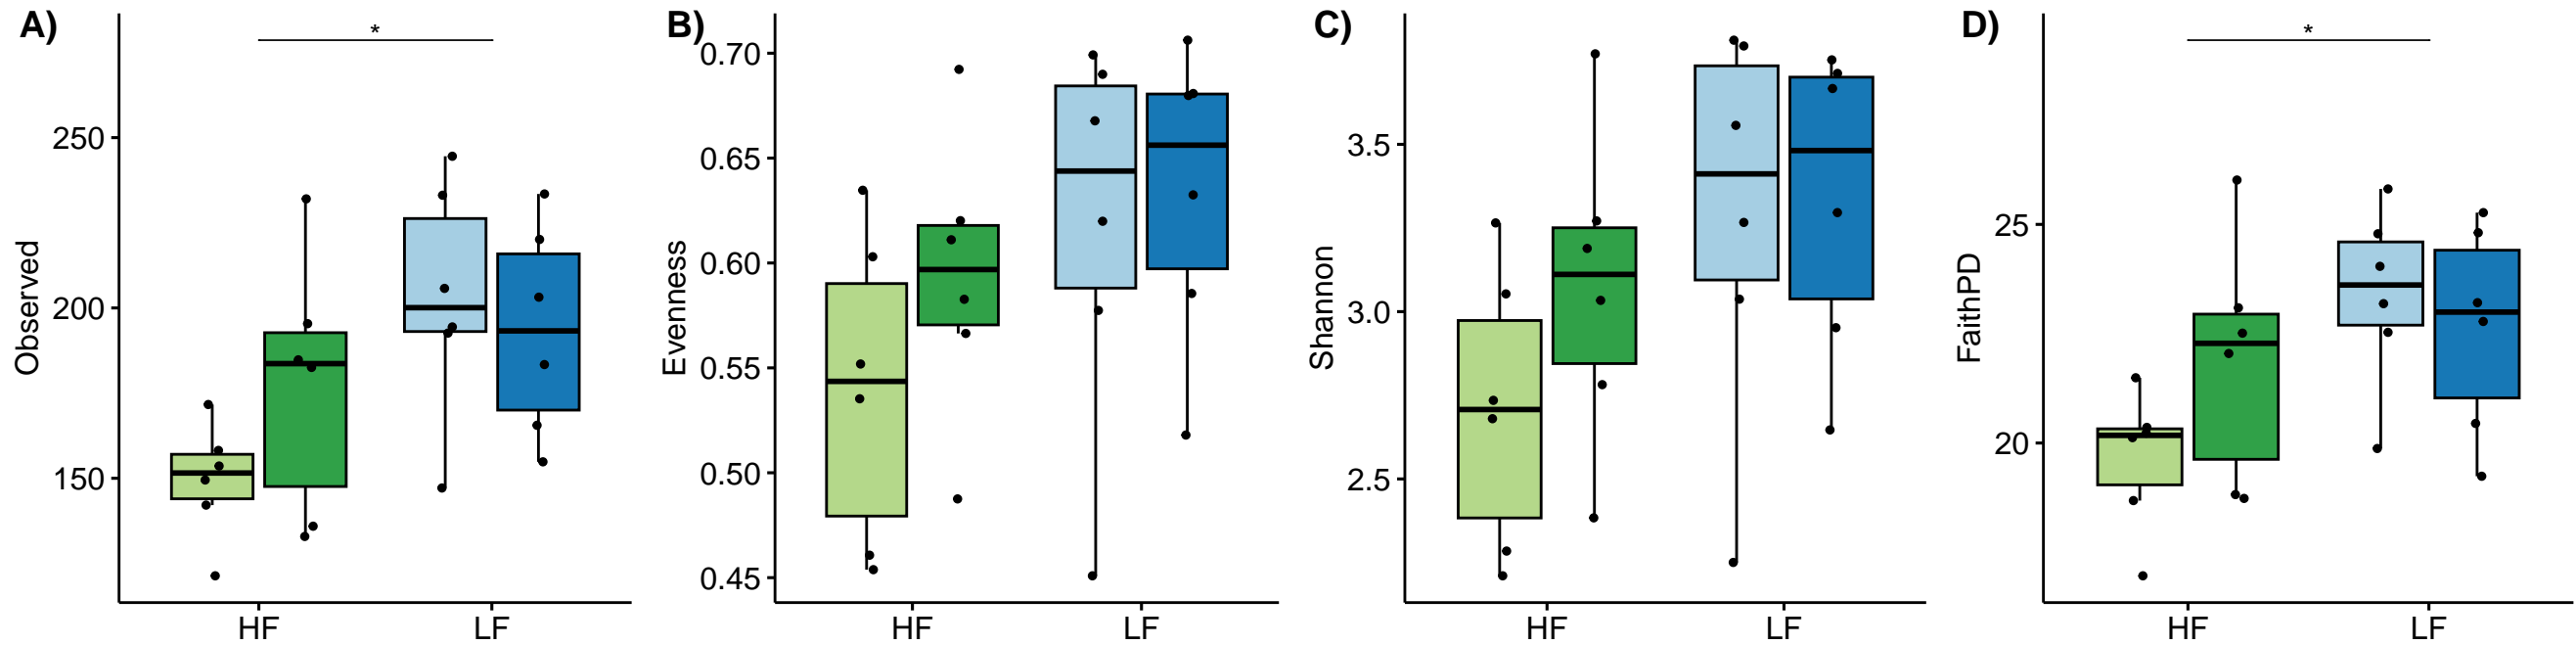 A)
*
Observed
250
200
150
HF
LF
B)
Evenness
0.70
0.65
0.60
0.55
0.50
0.45
HF
LF
C)
Shannon
3.5
3.0
2.5
HF
LF
D)
*
FaithPD
25
20
HF
LF